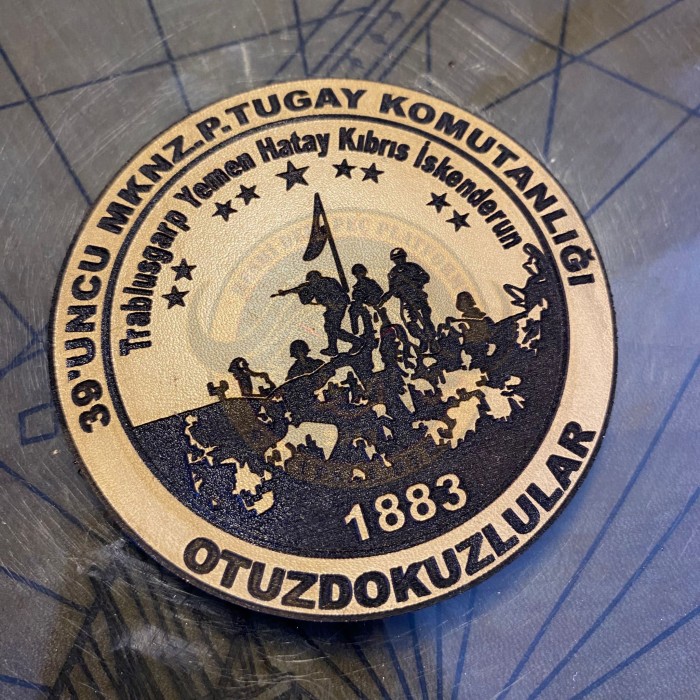 39'UNCU MKNZ.P.TUGAY KOMUTANLIĞI
Trablusgarp Yemen Hatay Kıbrıs İskenderun
1883
OTUZDOKUZLULAR